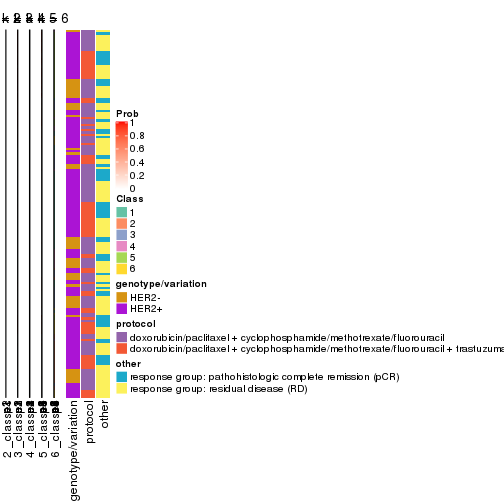 Prob
1
0.8
0.6
0.4
0.2
0
Class
1
2
3
4
5
6
genotype/variation
HER2-
HER2+
protocol
doxorubicin/paclitaxel + cyclophosphamide/methotrexate/fluorouracil
doxorubicin/paclitaxel + cyclophosphamide/methotrexate/fluorouracil + trastuzuma
other
response group: pathohistologic complete remission (pCR)
response group: residual disease (RD)
2_class
3_class
4_class
5_class
6_class
genotype/variation
protocol
other